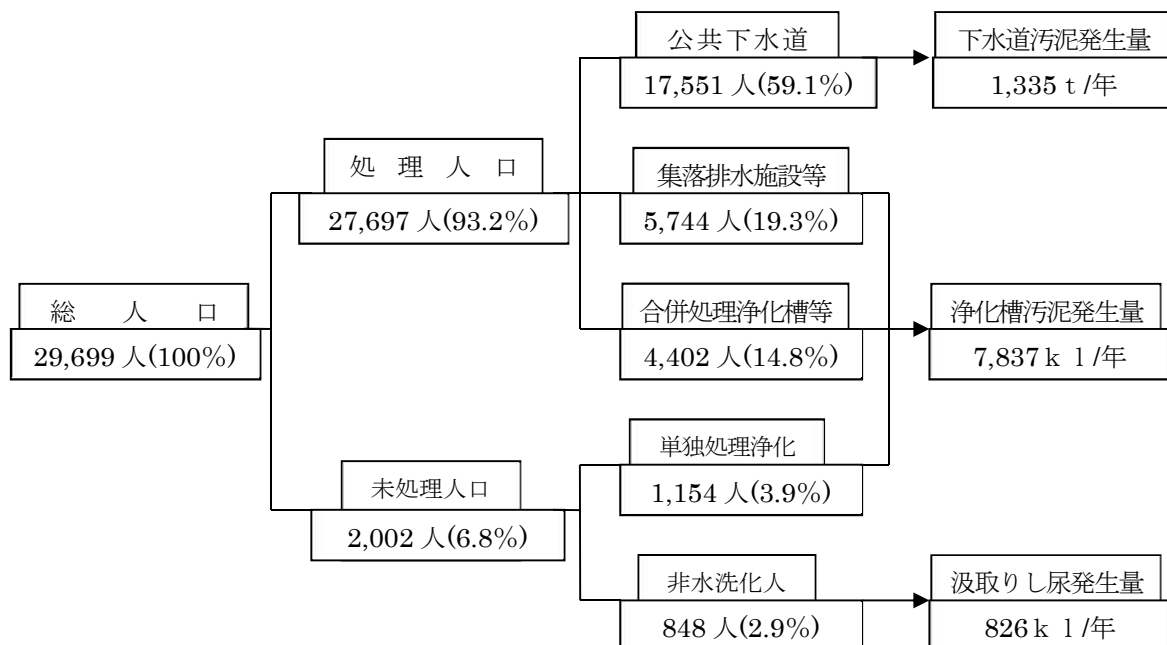 公共下水道
17,551 人(59.1%)
下水道汚泥発生量
1,335 t /年
処 理 人 口
27,697 人(93.2%)
集落排水施設等
5,744 人(19.3%)
総 人 口
29,699 人(100%)
合併処理浄化槽等
4,402 人(14.8%)
浄化槽汚泥発生量
7,837 k l /年
未処理人口
2,002 人(6.8%)
単独処理浄化
1,154 人(3.9%)
非水洗化人
848 人(2.9%)
汲取りし尿発生量
826 k l /年